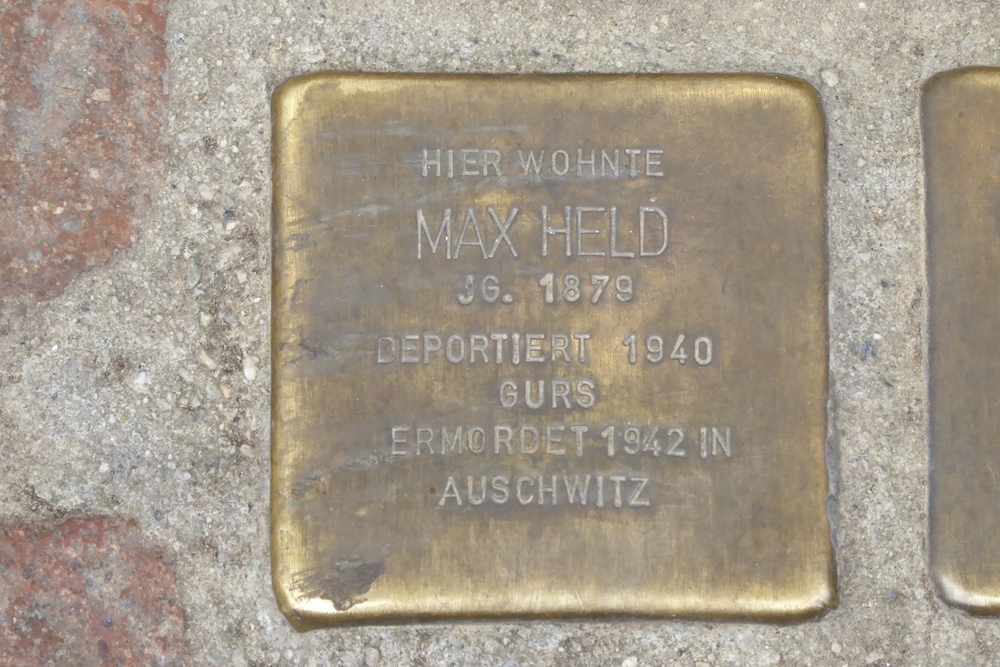 HIER WOHNTE
MAX HELD
JG. 1879
DEPORTIERT 1940
GURS
ERMORDET 1942 IN
AUSCHWITZ